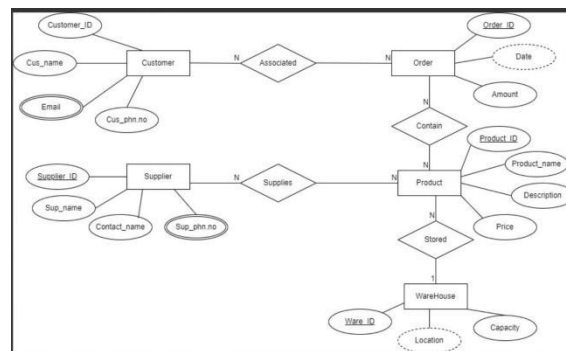 Customer_ID
Order_ID
Cus_name
Customer
N
Associated
N
Order
Date
Email
Cus_phn.no
Amount
N
Contain
N
Product_ID
Supplier_ID
Supplier
N
Supplies
N
Product
Product_name
Sup_name
Description
Contact_name
Sup_phn.no
N
Price
Stored
1
WareHouse
Ware_ID
Location
Capacity